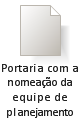 Portaria com a
nomeação da
equipe de
planejamento